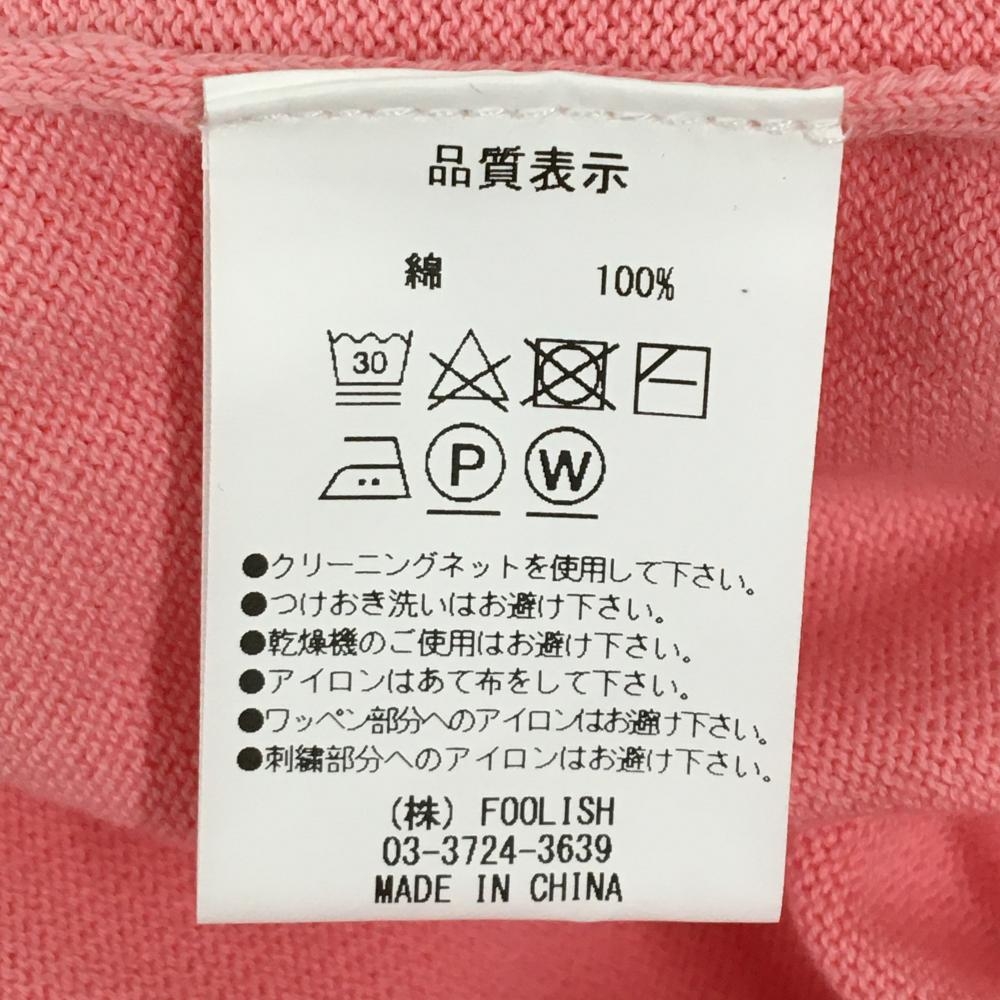 品質表示
綿 100%
30
P W
●クリーニングネットを使用して下さい。
●つけおき洗いはお避け下さい。
●乾燥機のご使用はお避け下さい。
●アイロンはあて布をして下さい。
●ワッペン部分へのアイロンはお避け下さい。
●刺繍部分へのアイロンはお避け下さい。
(株) FOOLISH
03-3724-3639
MADE IN CHINA